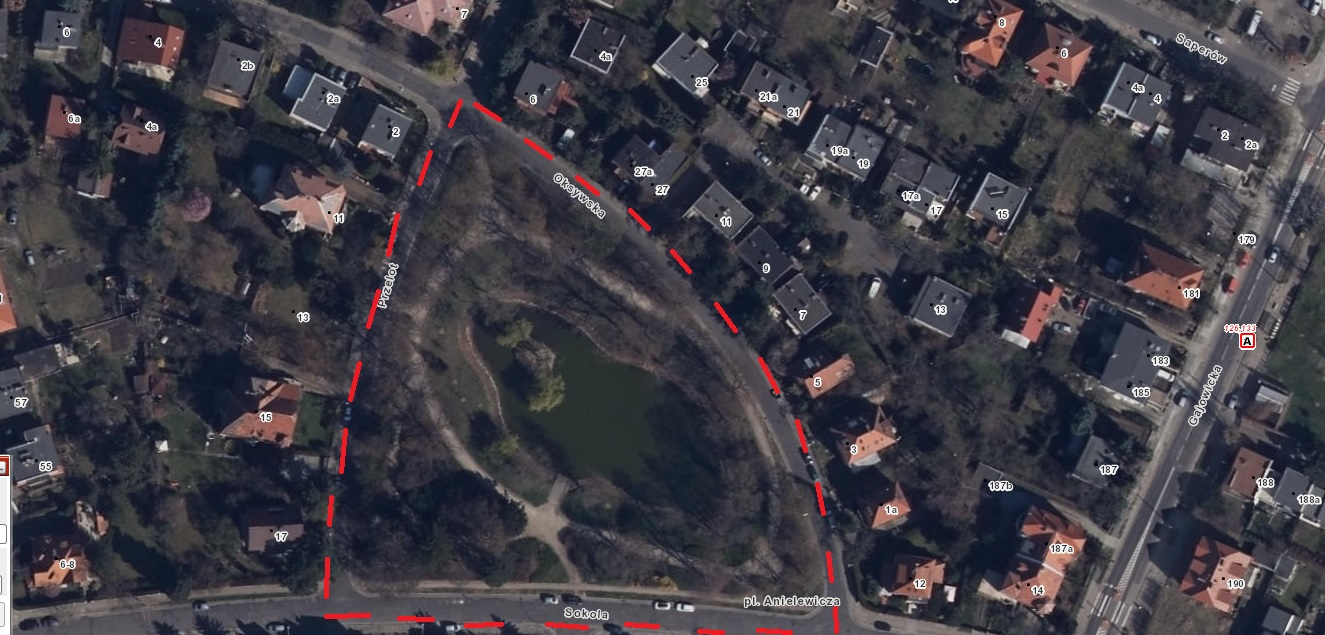 7
8
6
4
6
4a
Saperów
2b
25
2a
21a
4a
4
6
21
6a
4a
2
2
2a
19a
19
27a
27
Oksywska
17a
17
15
11
11
179
9
Przelot
181
13
7
13
A
183
5
185
Gajowicka
57
15
3
55
187
187b
188
188a
1a
17
187a
6-8
12
14
190
pl. Anielewicza
Sokola